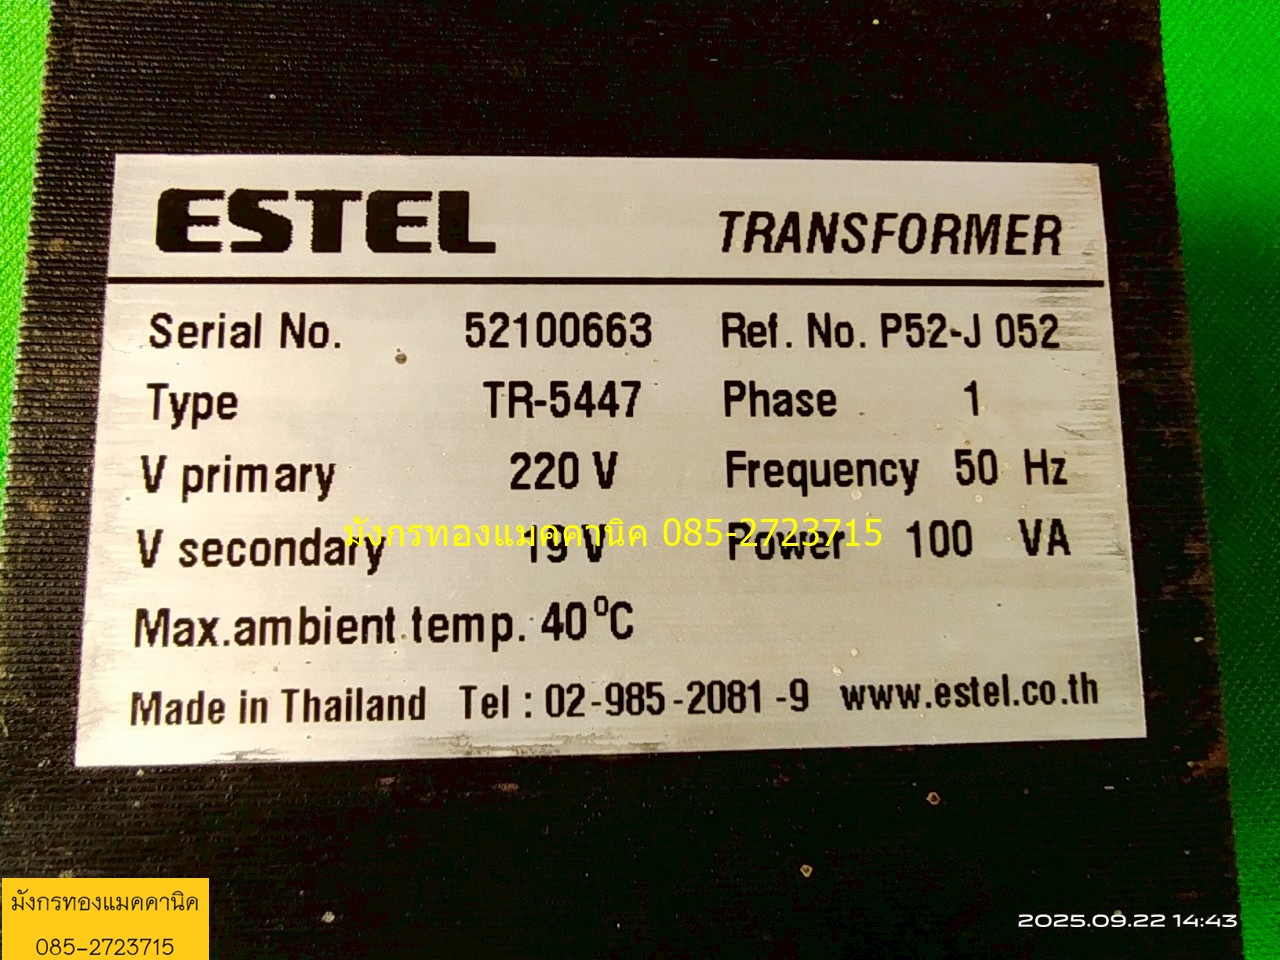 ESTEL TRANSFORMER
Serial No. 52100663 Ref. No. P52-J 052
Type TR-5447 Phase 1
V primary 220 V Frequency 50 Hz
V secondary 19 V Power 100 VA
มังกรทองแมคคานิค 085-2723715
Max.ambient temp. 40°C
Made in Thailand Tel : 02-985-2081-9 www.estel.co.th
มังกรทองแมคคานิค
085-2723715
2025.09.22 14:43